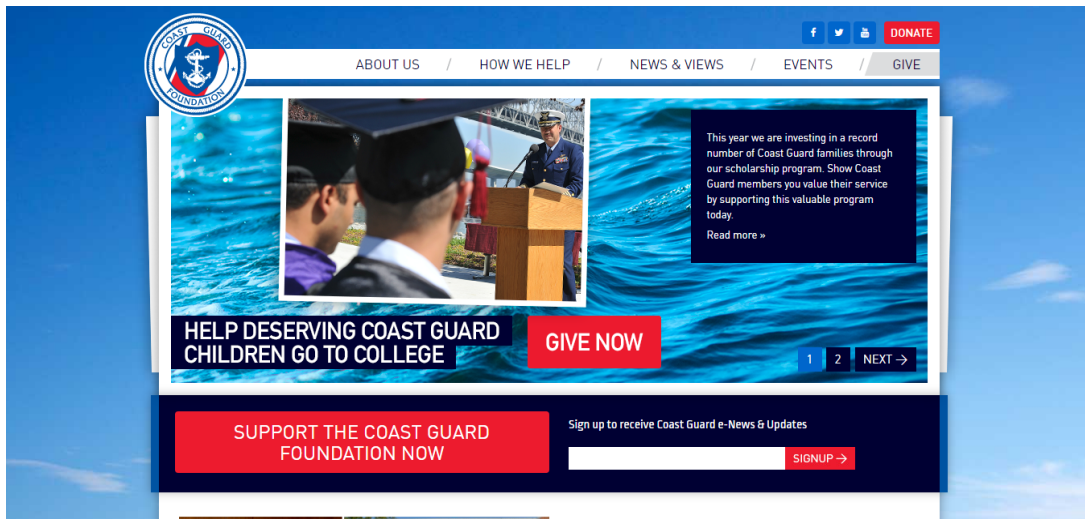 COAST GUARD
FOUNDATION
DONATE
ABOUT US / HOW WE HELP / NEWS & VIEWS / EVENTS / GIVE
This year we are investing in a record
number of Coast Guard families through
our scholarship program. Show Coast
Guard members you value their service
by supporting this valuable program
today.
Read more »
HELP DESERVING COAST GUARD
CHILDREN GO TO COLLEGE
GIVE NOW
1 2 NEXT →
SUPPORT THE COAST GUARD
FOUNDATION NOW
Sign up to receive Coast Guard e-News & Updates
SIGNUP →